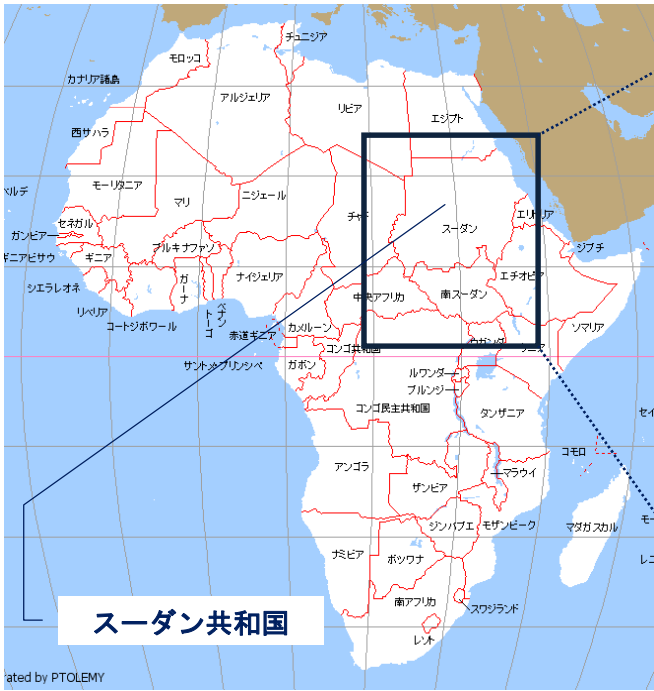 チュニジア
モロッコ
カナリア諸島
アルジェリア
リビア
エジプト
西サハラ
モーリタニア
マリ
ニジェール
チャド
スーダン
エリトリア
ベルデ
セネガル
ガンビア
ギニアビサウ
ギニア
ブルキナファソ
ジブチ
ナイジェリア
エチオピア
シエラレオネ
ガーナ
ベナン
トーゴ
中央アフリカ
南スーダン
リベリア
コートジボワール
赤道ギニア
カメルーン
ソマリア
ウガンダ
ケニア
コンゴ共和国
サントメプリンシペ
ガボン
ルワンダ
ブルンジ
コンゴ民主共和国
タンザニア
セイ
コモロ
アンゴラ
マラウイ
ザンビア
モー
ジンバブエ
モザンビーク
マダガスカル
ナミビア
ボツワナ
レユ
南アフリカ
スワジランド
レソト
スーダン共和国
rated by PTOLEMY